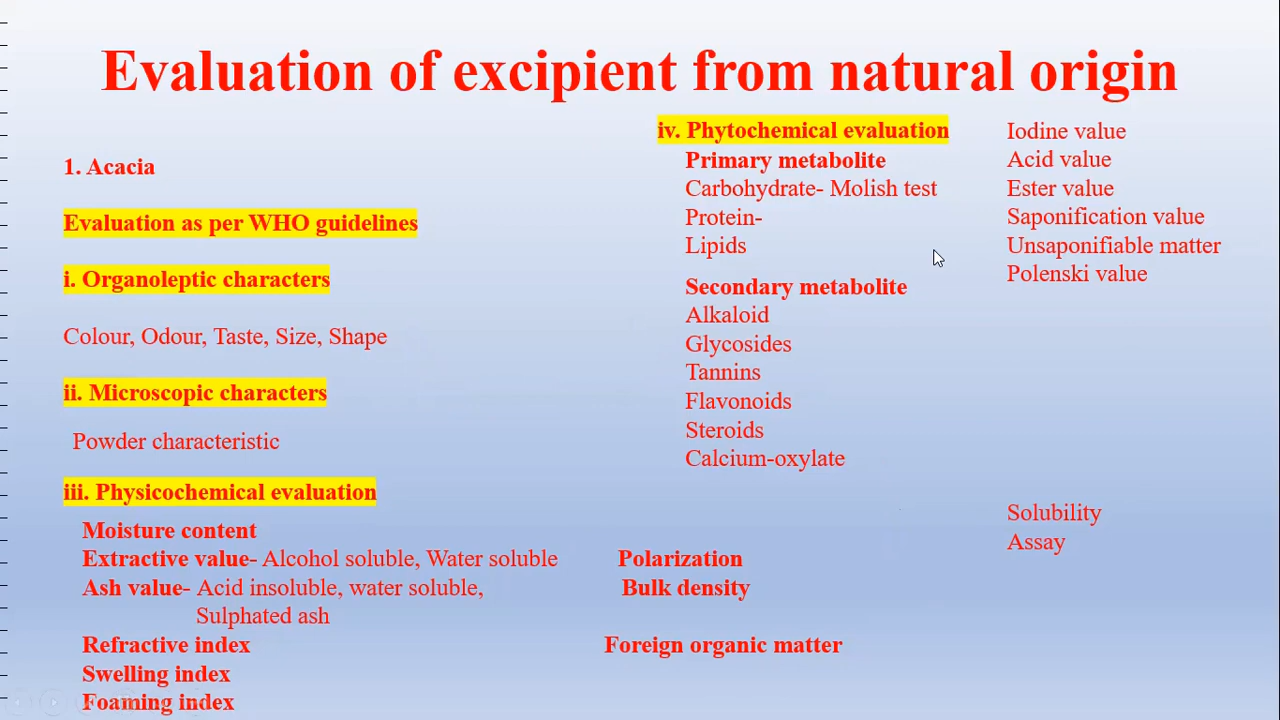 Evaluation of excipient from natural origin
1. Acacia
Evaluation as per WHO guidelines
i. Organoleptic characters
Colour, Odour, Taste, Size, Shape
ii. Microscopic characters
Powder characteristic
iii. Physicochemical evaluation
Moisture content
Extractive value- Alcohol soluble, Water soluble
Ash value- Acid insoluble, water soluble,
Sulphated ash
Refractive index
Swelling index
Foaming index
Polarization
Bulk density
Foreign organic matter
iv. Phytochemical evaluation
Primary metabolite
Carbohydrate- Molish test
Protein-
Lipids
Secondary metabolite
Alkaloid
Glycosides
Tannins
Flavonoids
Steroids
Calcium-oxylate
Iodine value
Acid value
Ester value
Saponification value
Unsaponifiable matter
Polenski value
Solubility
Assay